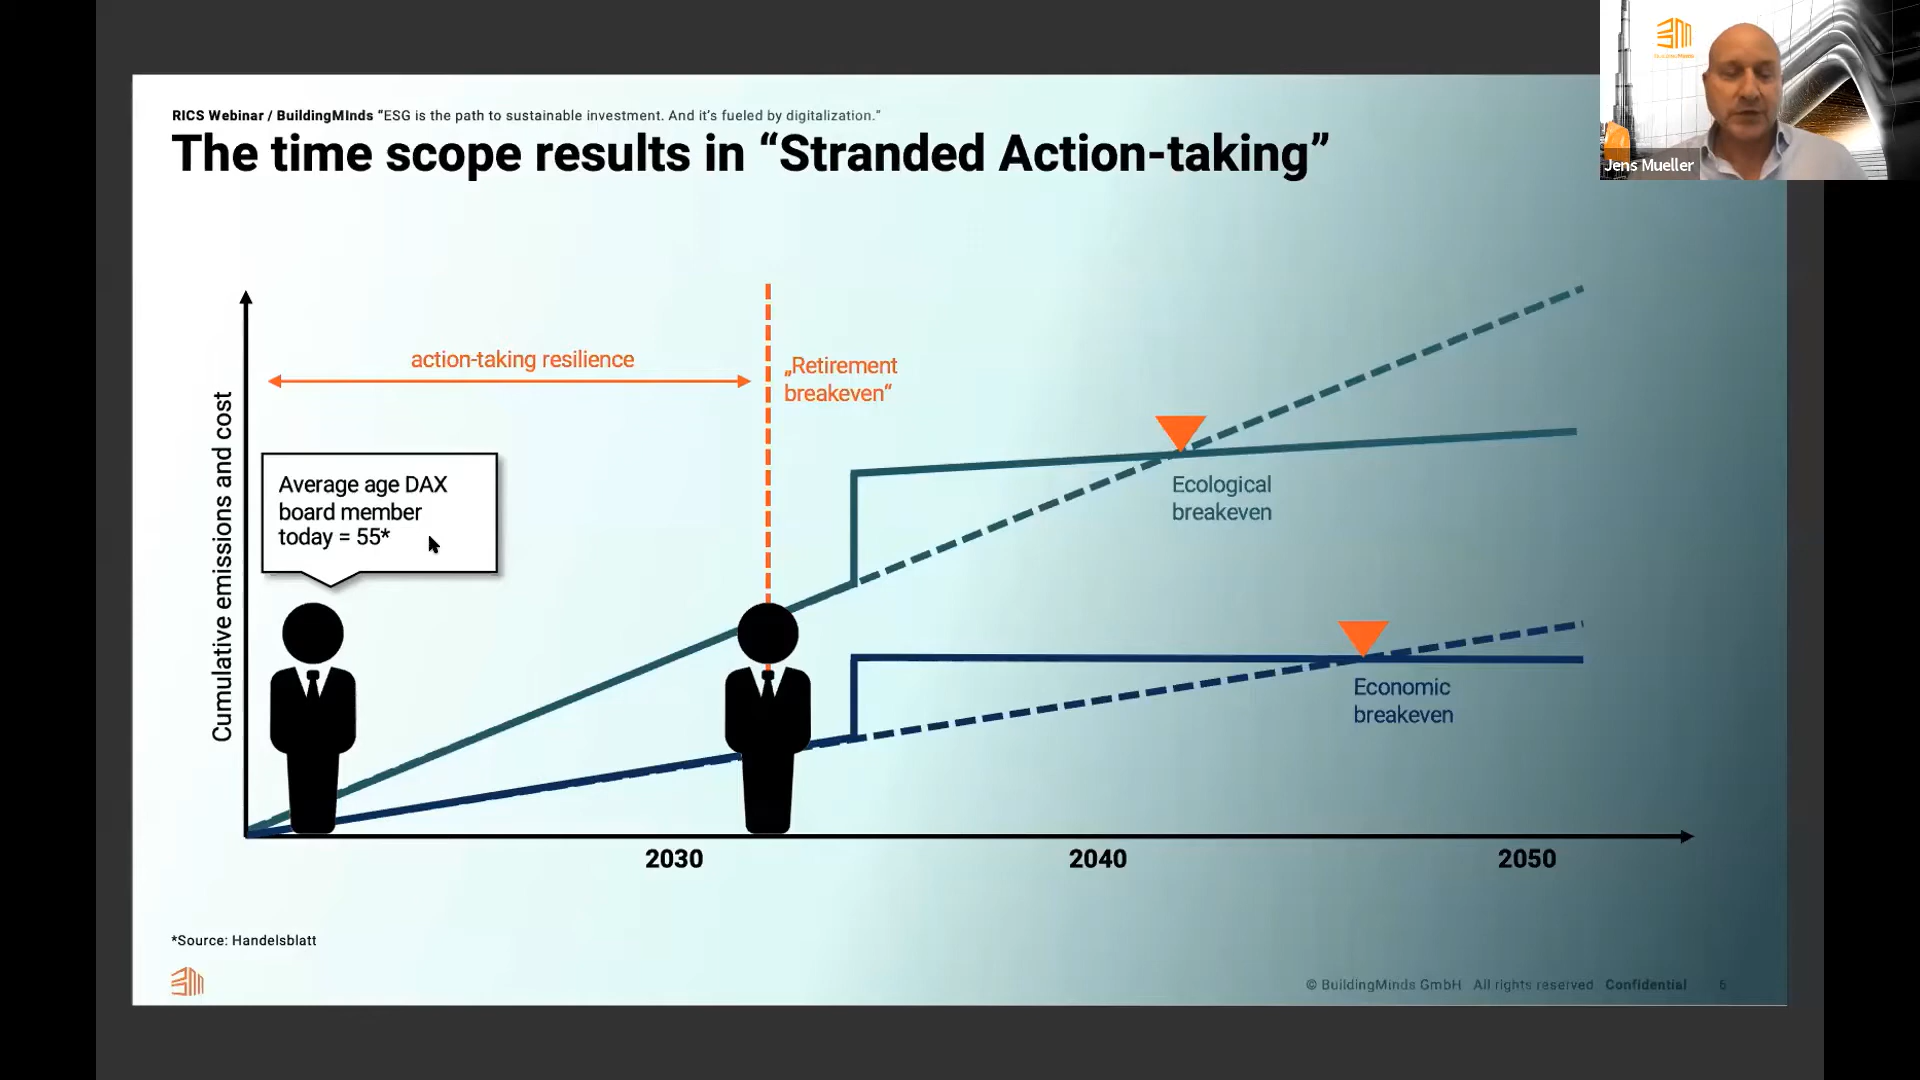 RICS Webinar / BuildingMInds “ESG is the path to sustainable investment. And it’s fueled by digitalization.”
The time scope results in “Stranded Action-taking”
Jens Mueller
action-taking resilience
„Retirement
breakeven“
Cumulative emissions and cost
Average age DAX
board member
today = 55*
Ecological
breakeven
Economic
breakeven
2030
2040
2050
*Source: Handelsblatt
© BuildingMinds GmbH All rights reserved Confidential 5